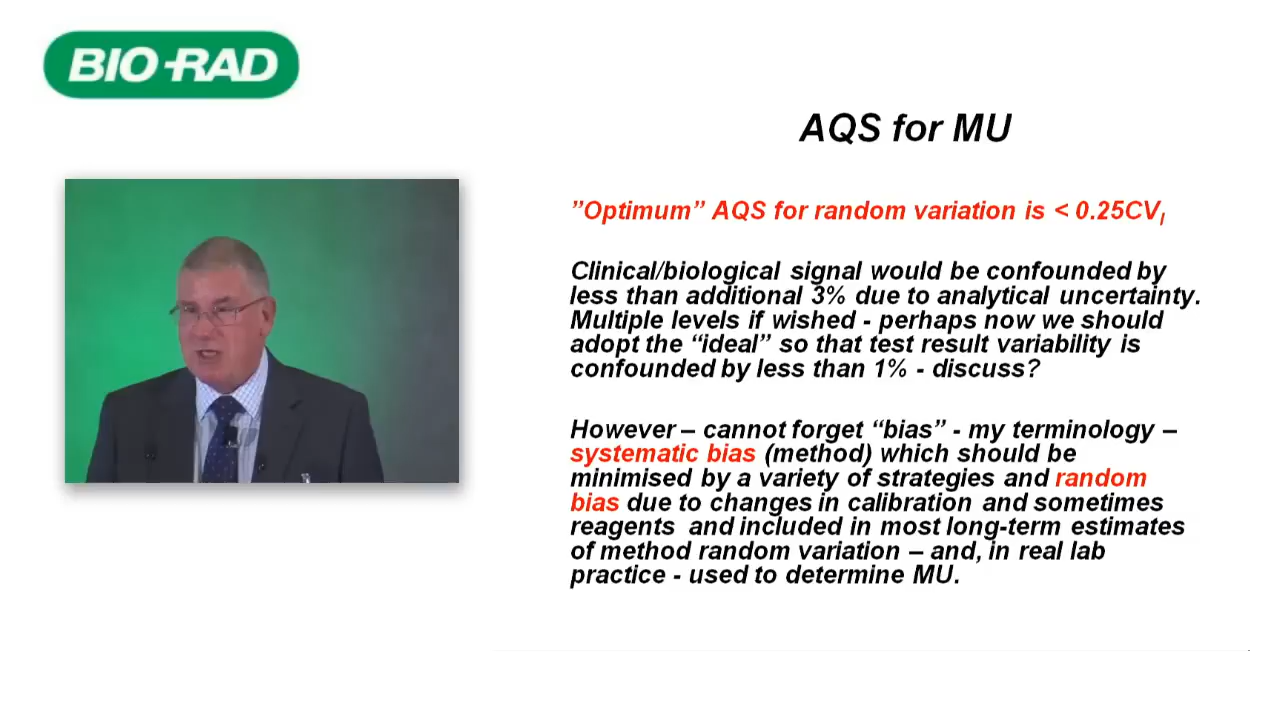 BIO-RAD
AQS for MU
”Optimum” AQS for random variation is < 0.25CVI
Clinical/biological signal would be confounded by
less than additional 3% due to analytical uncertainty.
Multiple levels if wished - perhaps now we should
adopt the “ideal” so that test result variability is
confounded by less than 1% - discuss?
However – cannot forget “bias” - my terminology –
systematic bias (method) which should be
minimised by a variety of strategies and random
bias due to changes in calibration and sometimes
reagents and included in most long-term estimates
of method random variation – and, in real lab
practice - used to determine MU.